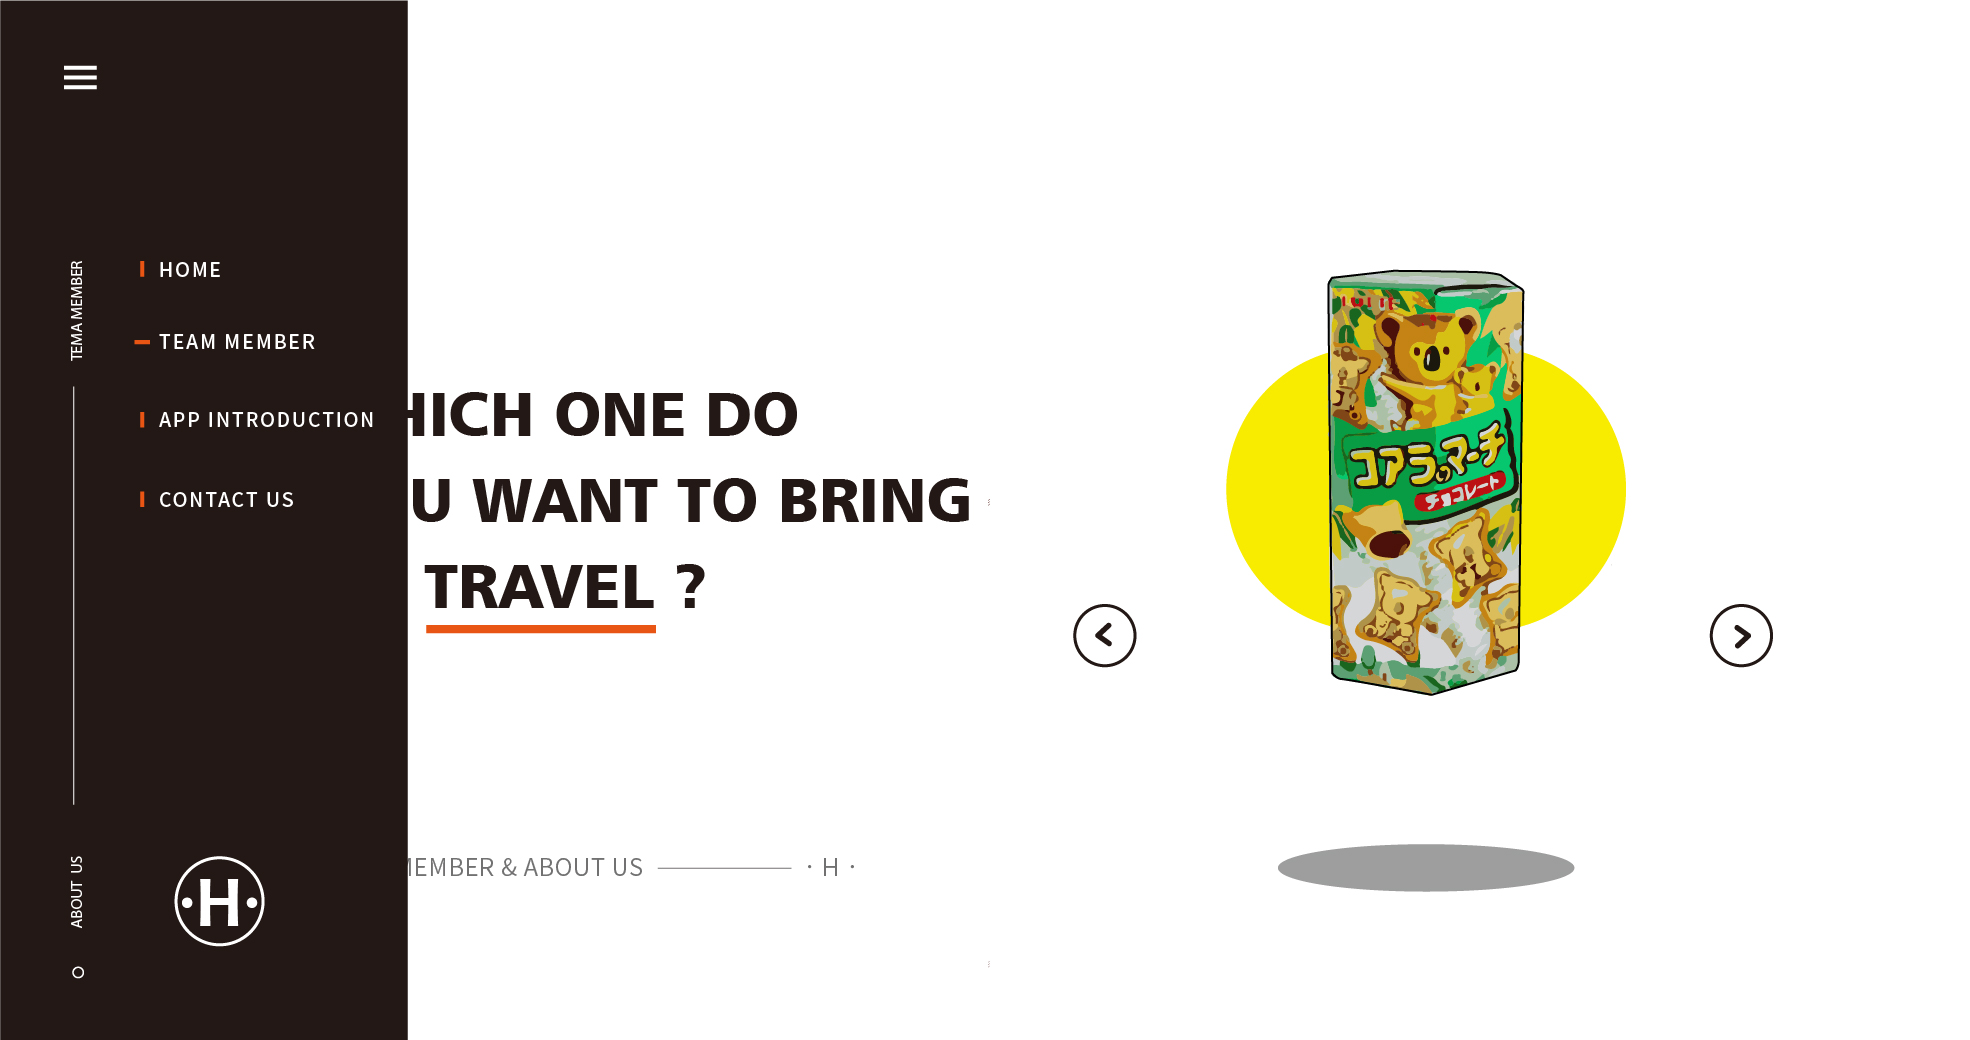 TEMA MEMBER
ABOUT US
HOME
TEAM MEMBER
APP INTRODUCTION
CONTACT US
H
HICH ONE DO
U WANT TO BRING
TRAVEL ?
MEMBER & ABOUT US
· H ·
コアラのマーチ
チョコレート